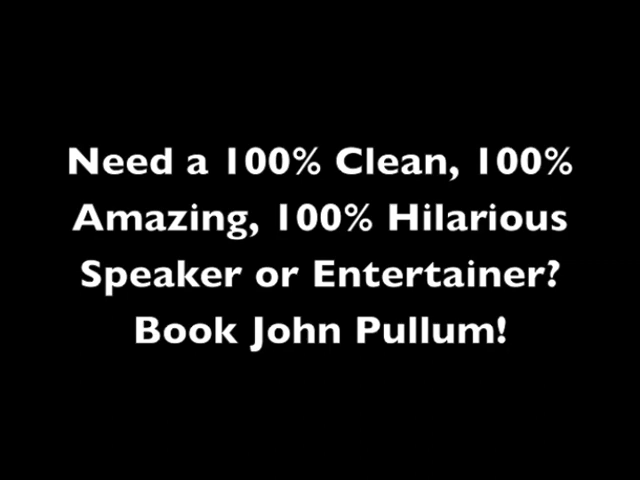 Need a 100% Clean, 100%
Amazing, 100% Hilarious
Speaker or Entertainer?
Book John Pullum!